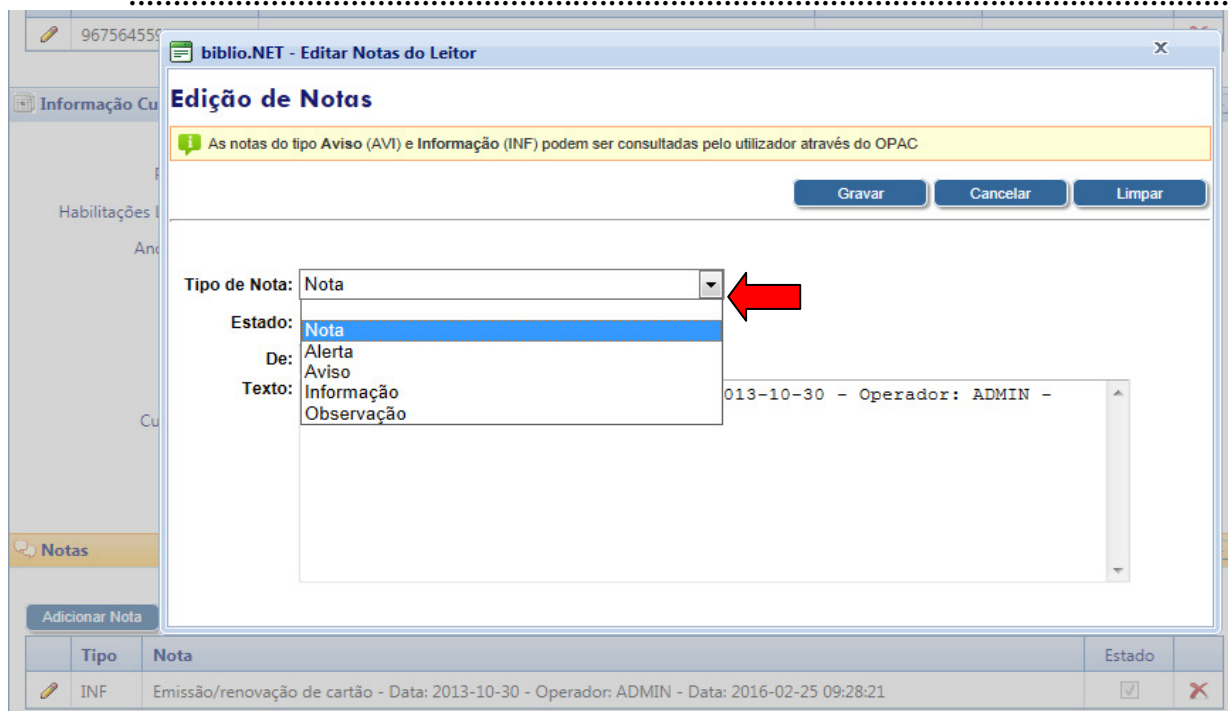 967564559
biblio.NET - Editar Notas do Leitor
X
Informação Cu
Edição de Notas
As notas do tipo Aviso (AVI) e Informação (INF) podem ser consultadas pelo utilizador através do OPAC
Gravar Cancelar Limpar
Habilitações
Ano
Tipo de Nota: Nota
Estado:
Nota
De:
Alerta
Aviso
Texto:
Informação
013-10-30 - Operador: ADMIN -
Observação
Cu
Notas
Adicionar Nota
Tipo Nota Estado
INF Emissão/renovação de cartão - Data: 2013-10-30 - Operador: ADMIN - Data: 2016-02-25 09:28:21